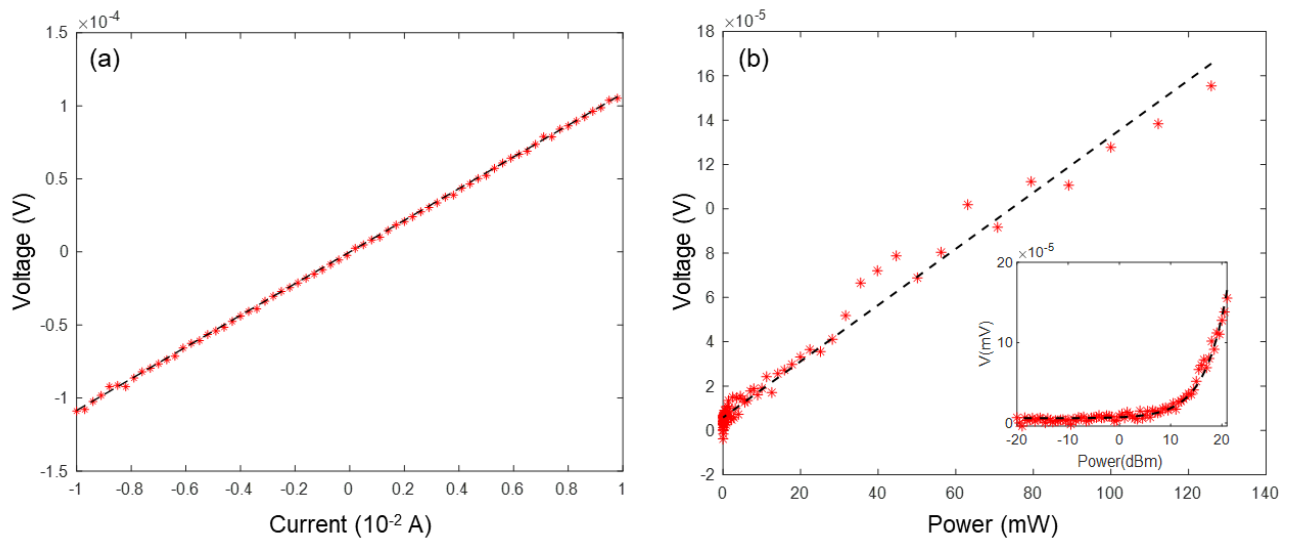 ×10⁻⁴
(a)
1.5
1
0.5
0
-0.5
-1
-1.5
Voltage (V)
-1 -0.8 -0.6 -0.4 -0.2 0 0.2 0.4 0.6 0.8 1
Current (10⁻² A)
×10⁻⁵
(b)
18
16
14
12
0
8
6
4
2
0
-2
Voltage (V)
0 20 40 60 80 100 120 140
Power (mW)
×10⁻⁵
20
10
0
V(mV)
-20 -10 0 10 20
Power(dBm)